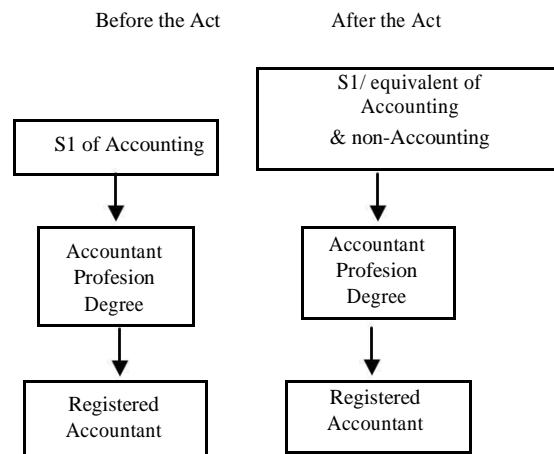 Before the Act
After the Act
S1 of Accounting
Accountant
Profesion
Degree
Registered
Accountant
S1/ equivalent of
Accounting
& non-Accounting
Accountant
Profesion
Degree
Registered
Accountant